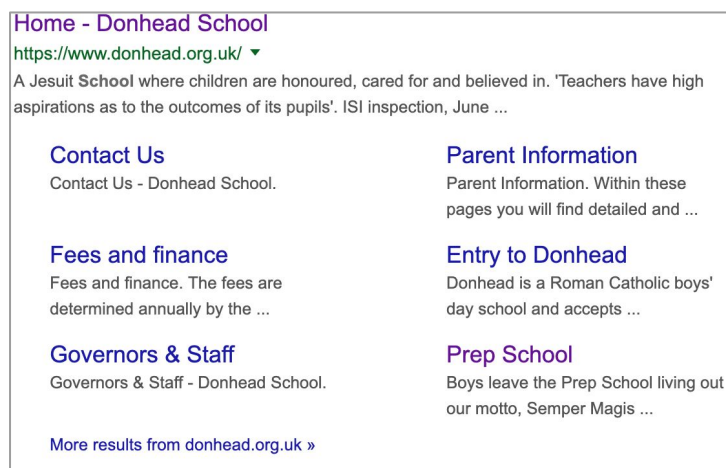 Home - Donhead School
https://www.donhead.org.uk/
A Jesuit School where children are honoured, cared for and believed in. 'Teachers have high
aspirations as to the outcomes of its pupils'. ISI inspection, June ...
Contact Us
Contact Us - Donhead School.
Parent Information
Parent Information. Within these
pages you will find detailed and ...
Fees and finance
Fees and finance. The fees are
determined annually by the ...
Entry to Donhead
Donhead is a Roman Catholic boys'
day school and accepts ...
Governors & Staff
Governors & Staff - Donhead School.
Prep School
Boys leave the Prep School living out
our motto, Semper Magis ...
More results from donhead.org.uk »